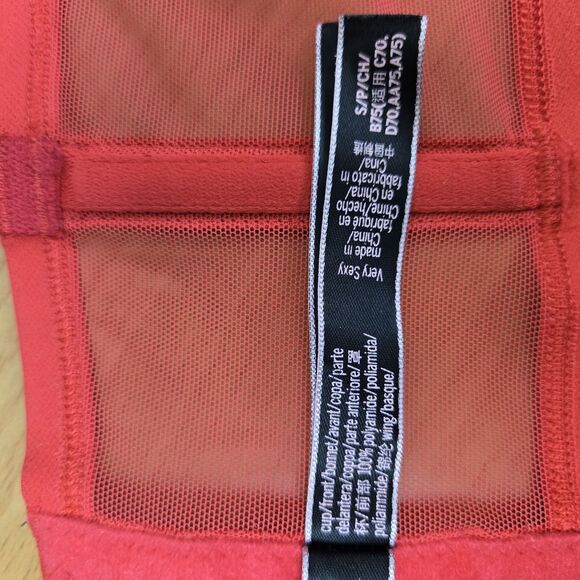 S/P/CH/
B75(适用 C70,
D70,AA75,A75)
Very Sexy
made in
China/
fabriqué en
Chine/hecho
en China/
fabbricato in
Cina/
中国制造
cup/front/bonnet/avant/copa/parte
delantera/coppa/parte anteriore/罩
杯/前部 100% polyamide/poliamida/
poliammide/锦纶 wing/basque/